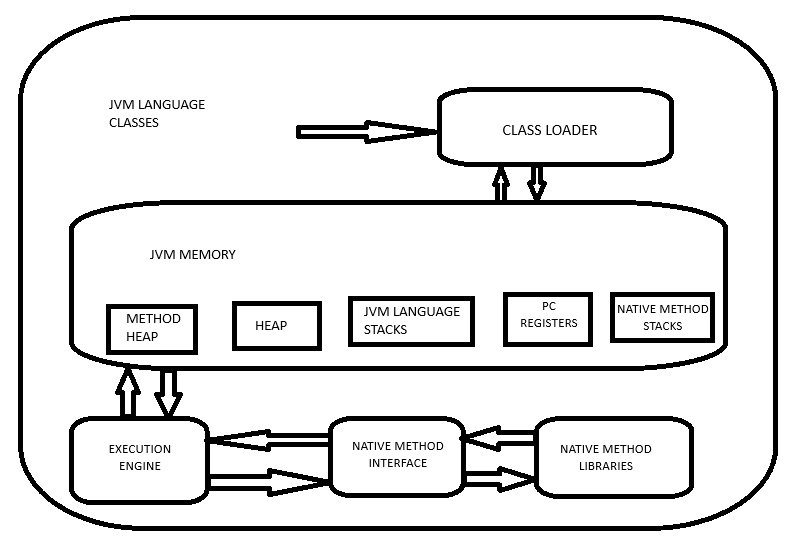 JVM LANGUAGE
CLASSES
CLASS LOADER
JVM MEMORY
METHOD
HEAP
HEAP
JVM LANGUAGE
STACKS
PC
REGISTERS
NATIVE METHOD
STACKS
EXECUTION
ENGINE
NATIVE METHOD
INTERFACE
NATIVE METHOD
LIBRARIES